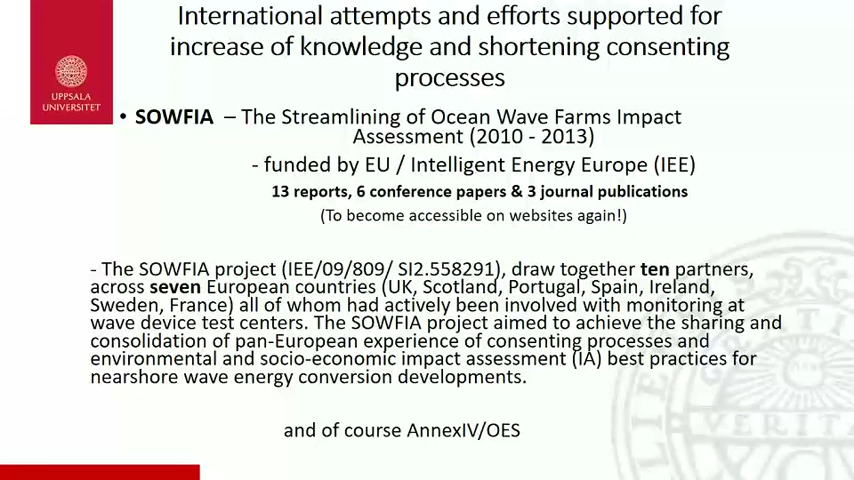 International attempts and efforts supported for
increase of knowledge and shortening consenting
processes
UPPSALA
UNIVERSITET
• SOWFIA – The Streamlining of Ocean Wave Farms Impact
Assessment (2010 - 2013)
- funded by EU / Intelligent Energy Europe (IEE)
13 reports, 6 conference papers & 3 journal publications
(To become accessible on websites again!)
- The SOWFIA project (IEE/09/809/ SI2.558291), draw together ten partners,
across seven European countries (UK, Scotland, Portugal, Spain, Ireland,
Sweden, France) all of whom had actively been involved with monitoring at
wave device test centers. The SOWFIA project aimed to achieve the sharing and
consolidation of pan-European experience of consenting processes and
environmental and socio-economic impact assessment (IA) best practices for
nearshore wave energy conversion developments.
and of course AnnexIV/OES